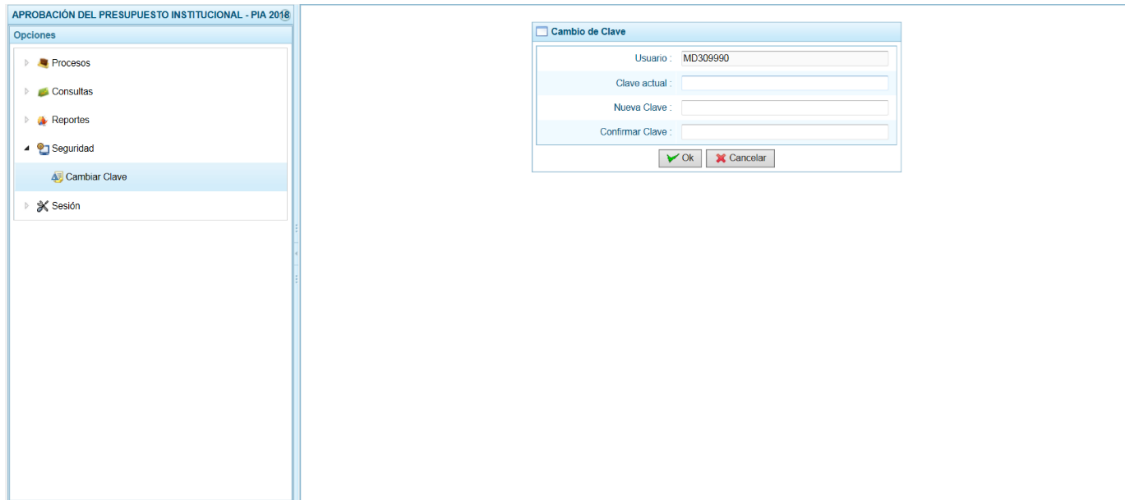 APROBACIÓN DEL PRESUPUESTO INSTITUCIONAL - PIA 2016
Opciones
Procesos
Consultas
Reportes
Seguridad
Cambiar Clave
Sesión
Cambio de Clave
Usuario : MD309990
Clave actual :
Nueva Clave :
Confirmar Clave :
Ok Cancelar